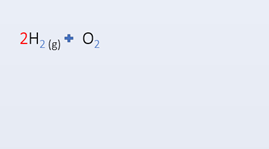 2H₂ (g) + O₂